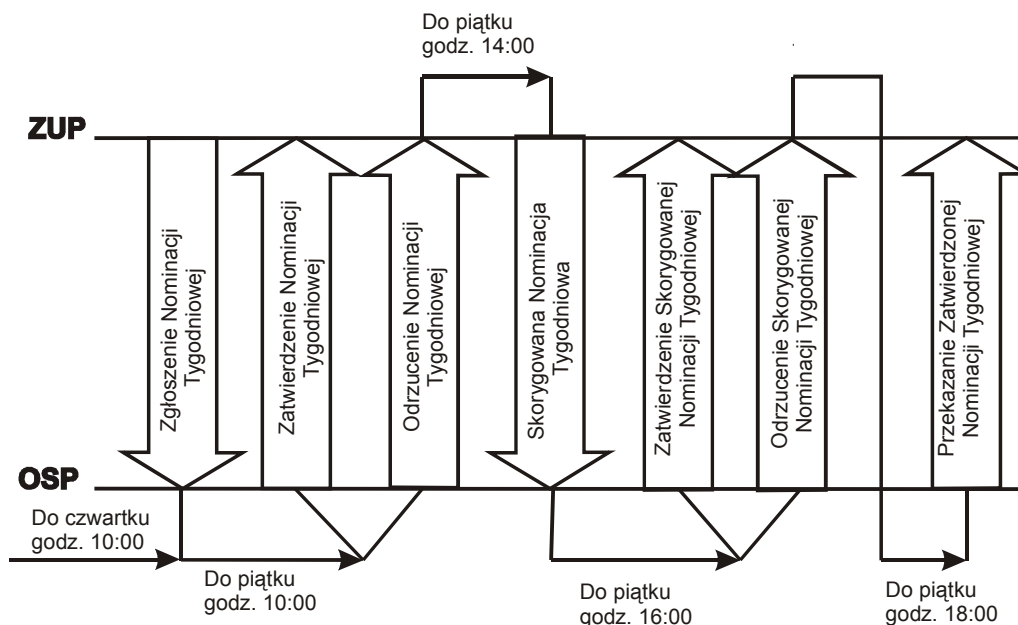 Do piątku
godz. 14:00
ZUP
Zgłoszenie Nominacji
Tygodniowej
Zatwierdzenie Nominacji
Tygodniowej
Odrzucenie Nominacji
Tygodniowej
Skorygowana Nominacja
Tygodniowa
Zatwierdzenie Skorygowanej
Nominacji Tygodniowej
Odrzucenie Skorygowanej
Nominacji Tygodniowej
Przekazanie Zatwierdzonej
Nominacji Tygodniowej
OSP
Do czwartku
godz. 10:00
Do piątku
godz. 10:00
Do piątku
godz. 16:00
Do piątku
godz. 18:00